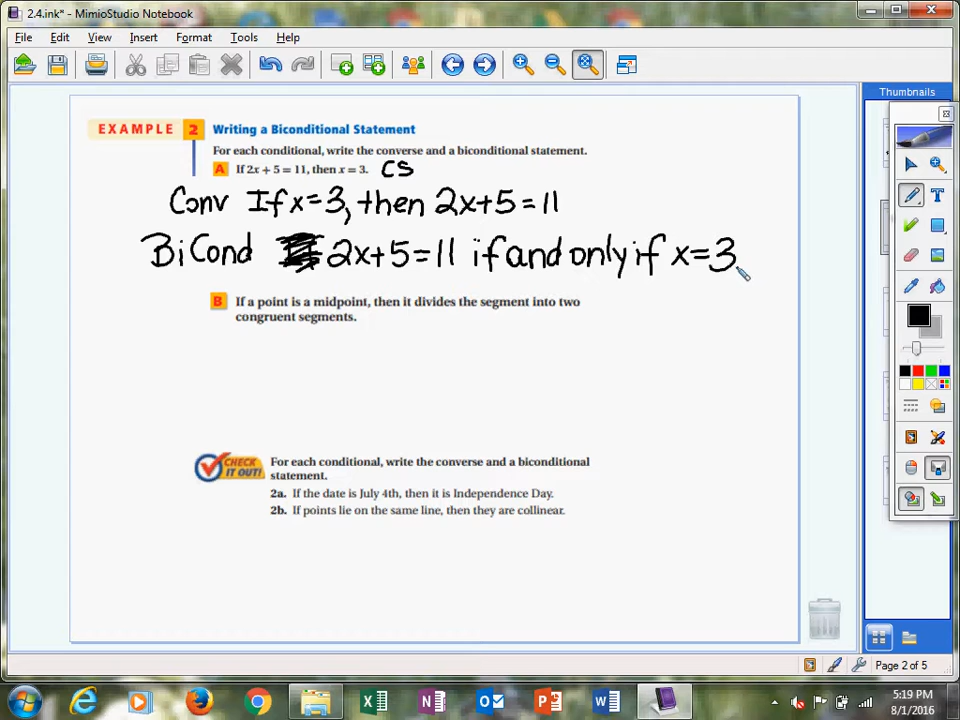 2.4.ink* - MimioStudio Notebook
File Edit View Insert Format Tools Help
Thumbnails
EXAMPLE 2 Writing a Biconditional Statement
For each conditional, write the converse and a biconditional statement.
A If 2x + 5 = 11, then x = 3. CS
Conv If x=3, then 2x+5=11
BiCond 2x+5=11 if and only if x=3
B If a point is a midpoint, then it divides the segment into two
congruent segments.
CHECK IT OUT! For each conditional, write the converse and a biconditional
statement.
2a. If the date is July 4th, then it is Independence Day.
2b. If points lie on the same line, then they are collinear.
Page 2 of 5
5:19 PM
8/1/2016